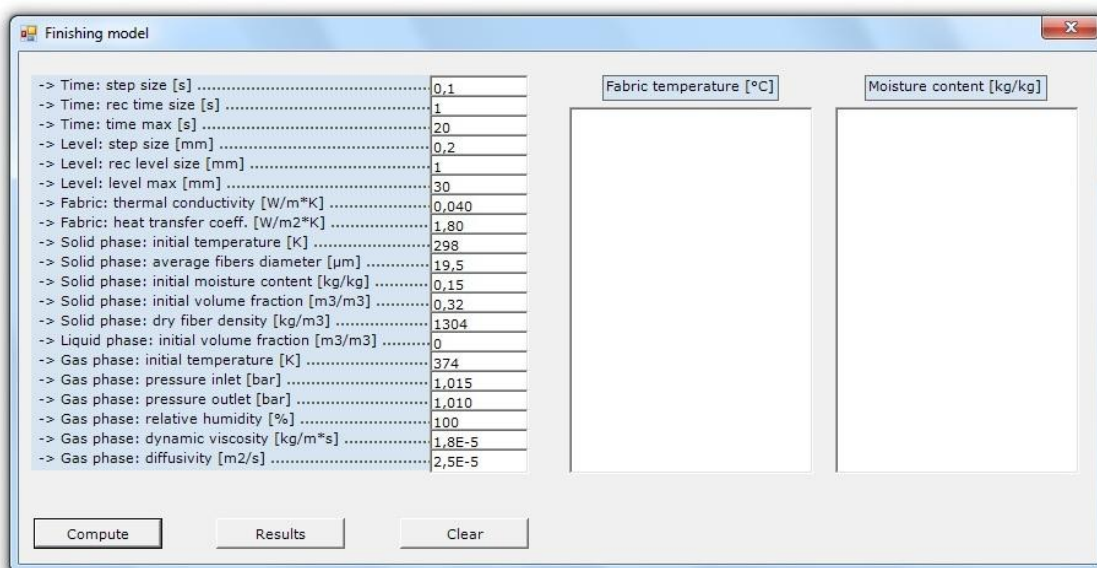 Finishing model
-> Time: step size [s] 0,1
-> Time: rec time size [s] 1
-> Time: time max [s] 20
-> Level: step size [mm] 0,2
-> Level: rec level size [mm] 1
-> Level: level max [mm] 30
-> Fabric: thermal conductivity [W/m*K] 0,040
-> Fabric: heat transfer coeff. [W/m2*K] 1,80
-> Solid phase: initial temperature [K] 298
-> Solid phase: average fibers diameter [µm] 19,5
-> Solid phase: initial moisture content [kg/kg] 0,15
-> Solid phase: initial volume fraction [m3/m3] 0,32
-> Solid phase: dry fiber density [kg/m3] 1304
-> Liquid phase: initial volume fraction [m3/m3] 0
-> Gas phase: initial temperature [K] 374
-> Gas phase: pressure inlet [bar] 1,015
-> Gas phase: pressure outlet [bar] 1,010
-> Gas phase: relative humidity [%] 100
-> Gas phase: dynamic viscosity [kg/m*s] 1,8E-5
-> Gas phase: diffusivity [m2/s] 2,5E-5
Fabric temperature [°C]
Moisture content [kg/kg]
Compute Results Clear